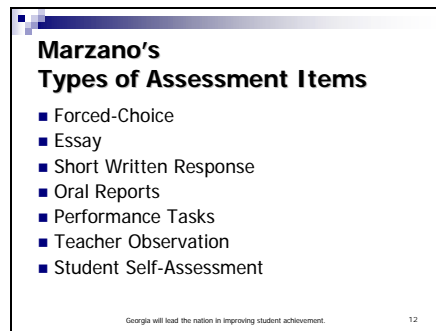 Marzano's
Types of Assessment Items
Forced-Choice
Essay
Short Written Response
Oral Reports
Performance Tasks
Teacher Observation
Student Self-Assessment
Georgia will lead the nation in improving student achievement. 12